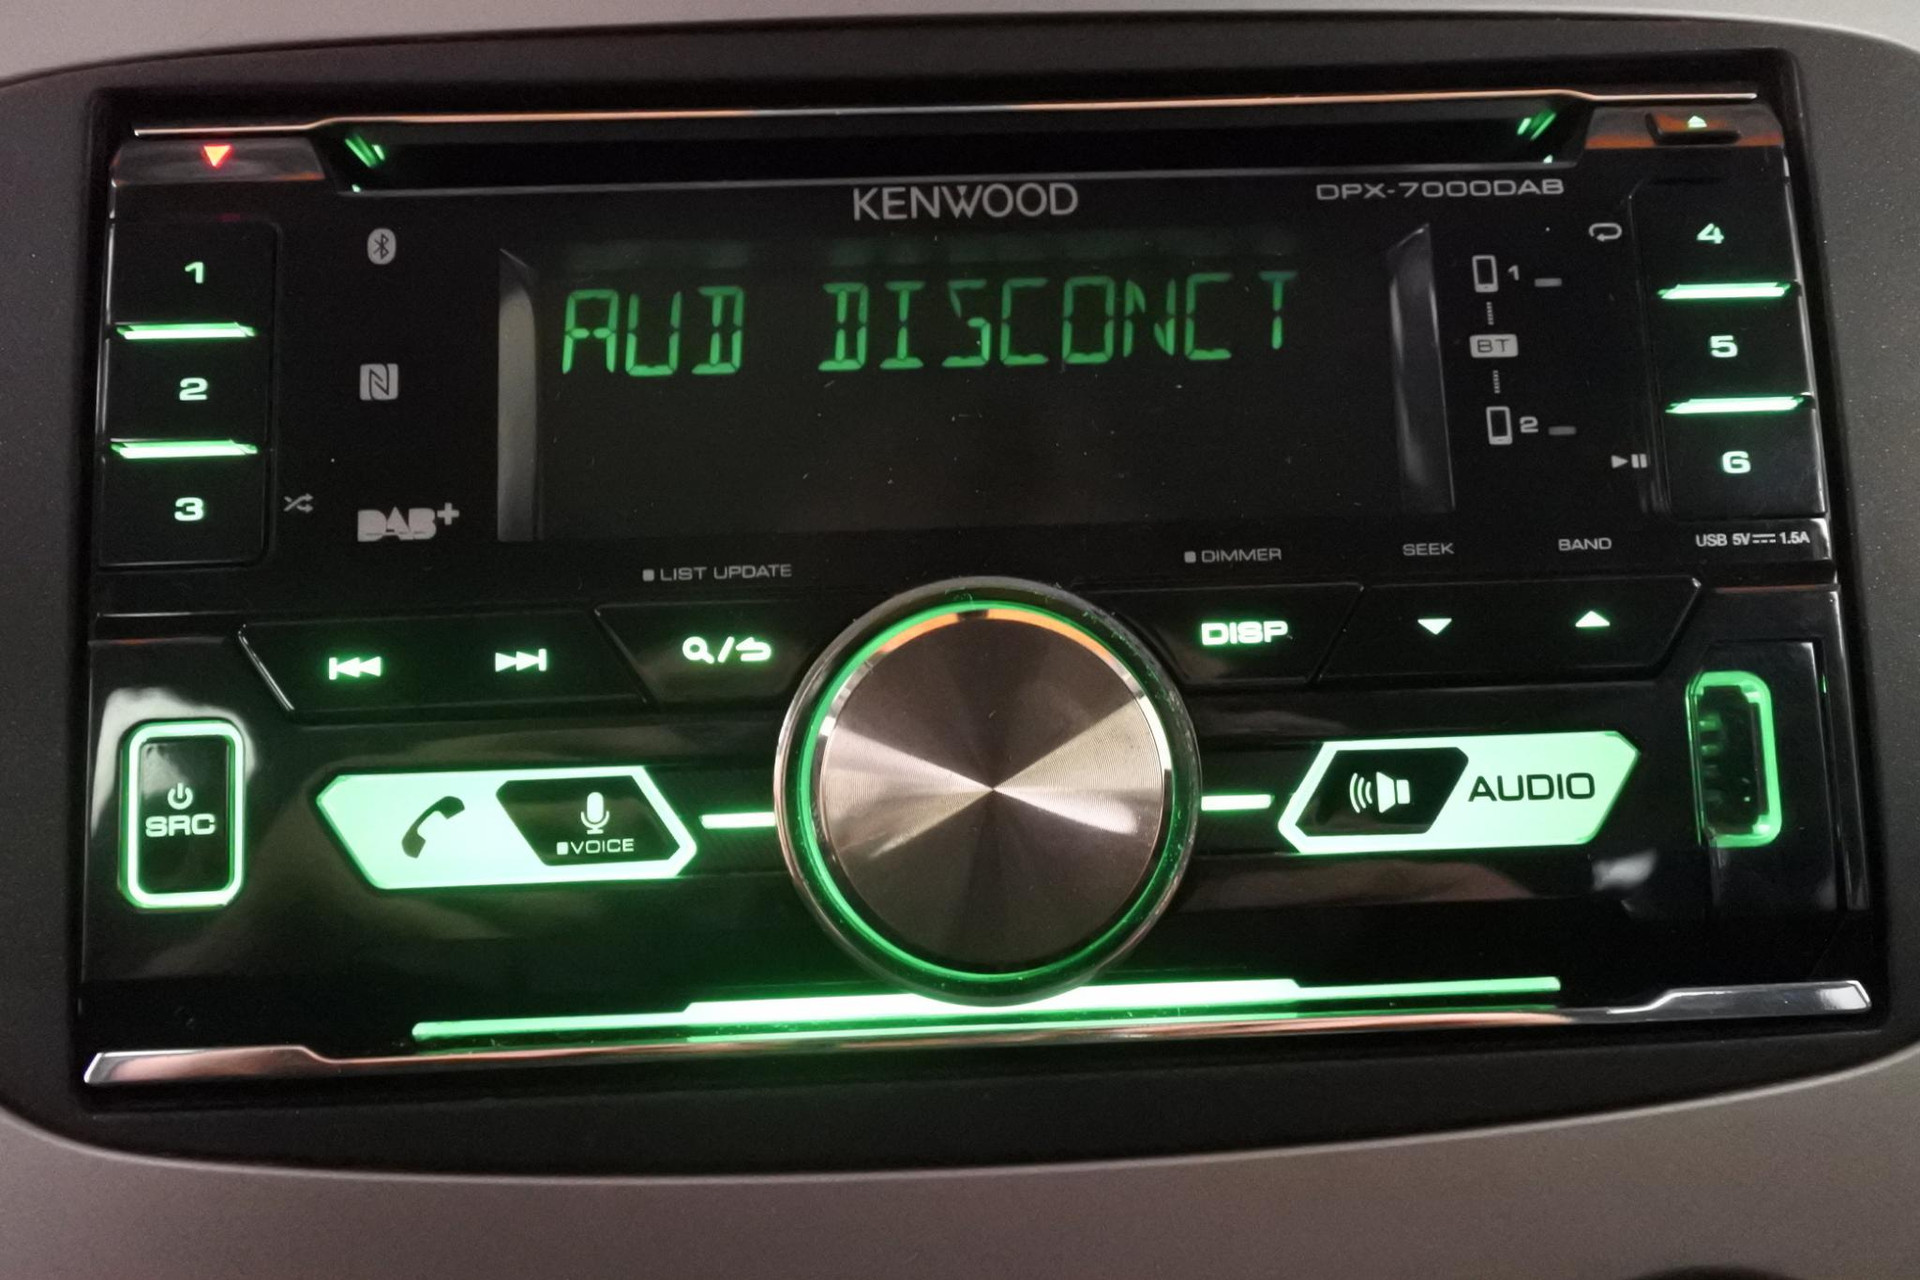 KENWOOD
DPX-7000DAB
1
2
3
DAB+
AUD DISCONCT
1
BT
2
4
5
6
USB 5V 1.5A
LIST UPDATE
DIMMER
SEEK
BAND
DISP
SRC
VOICE
AUDIO